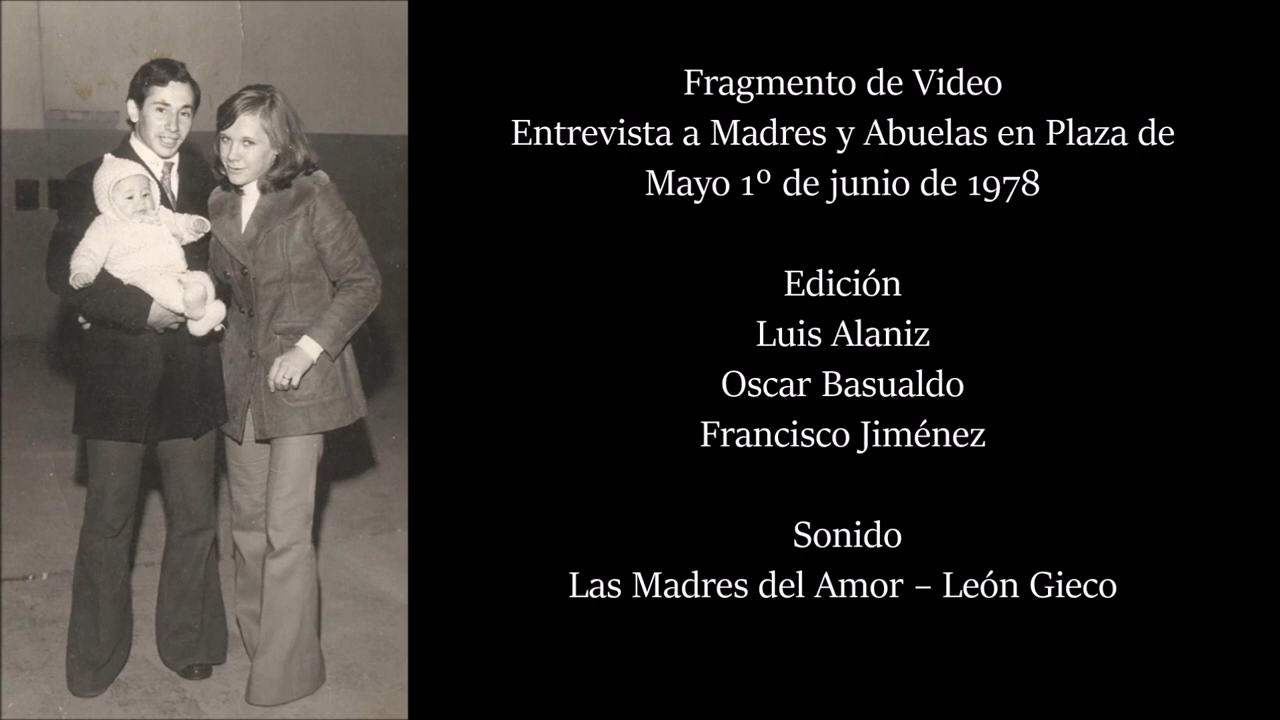 Fragmento de Video
Entrevista a Madres y Abuelas en Plaza de
Mayo 1º de junio de 1978
Edición
Luis Alaniz
Oscar Basualdo
Francisco Jiménez
Sonido
Las Madres del Amor – León Gieco